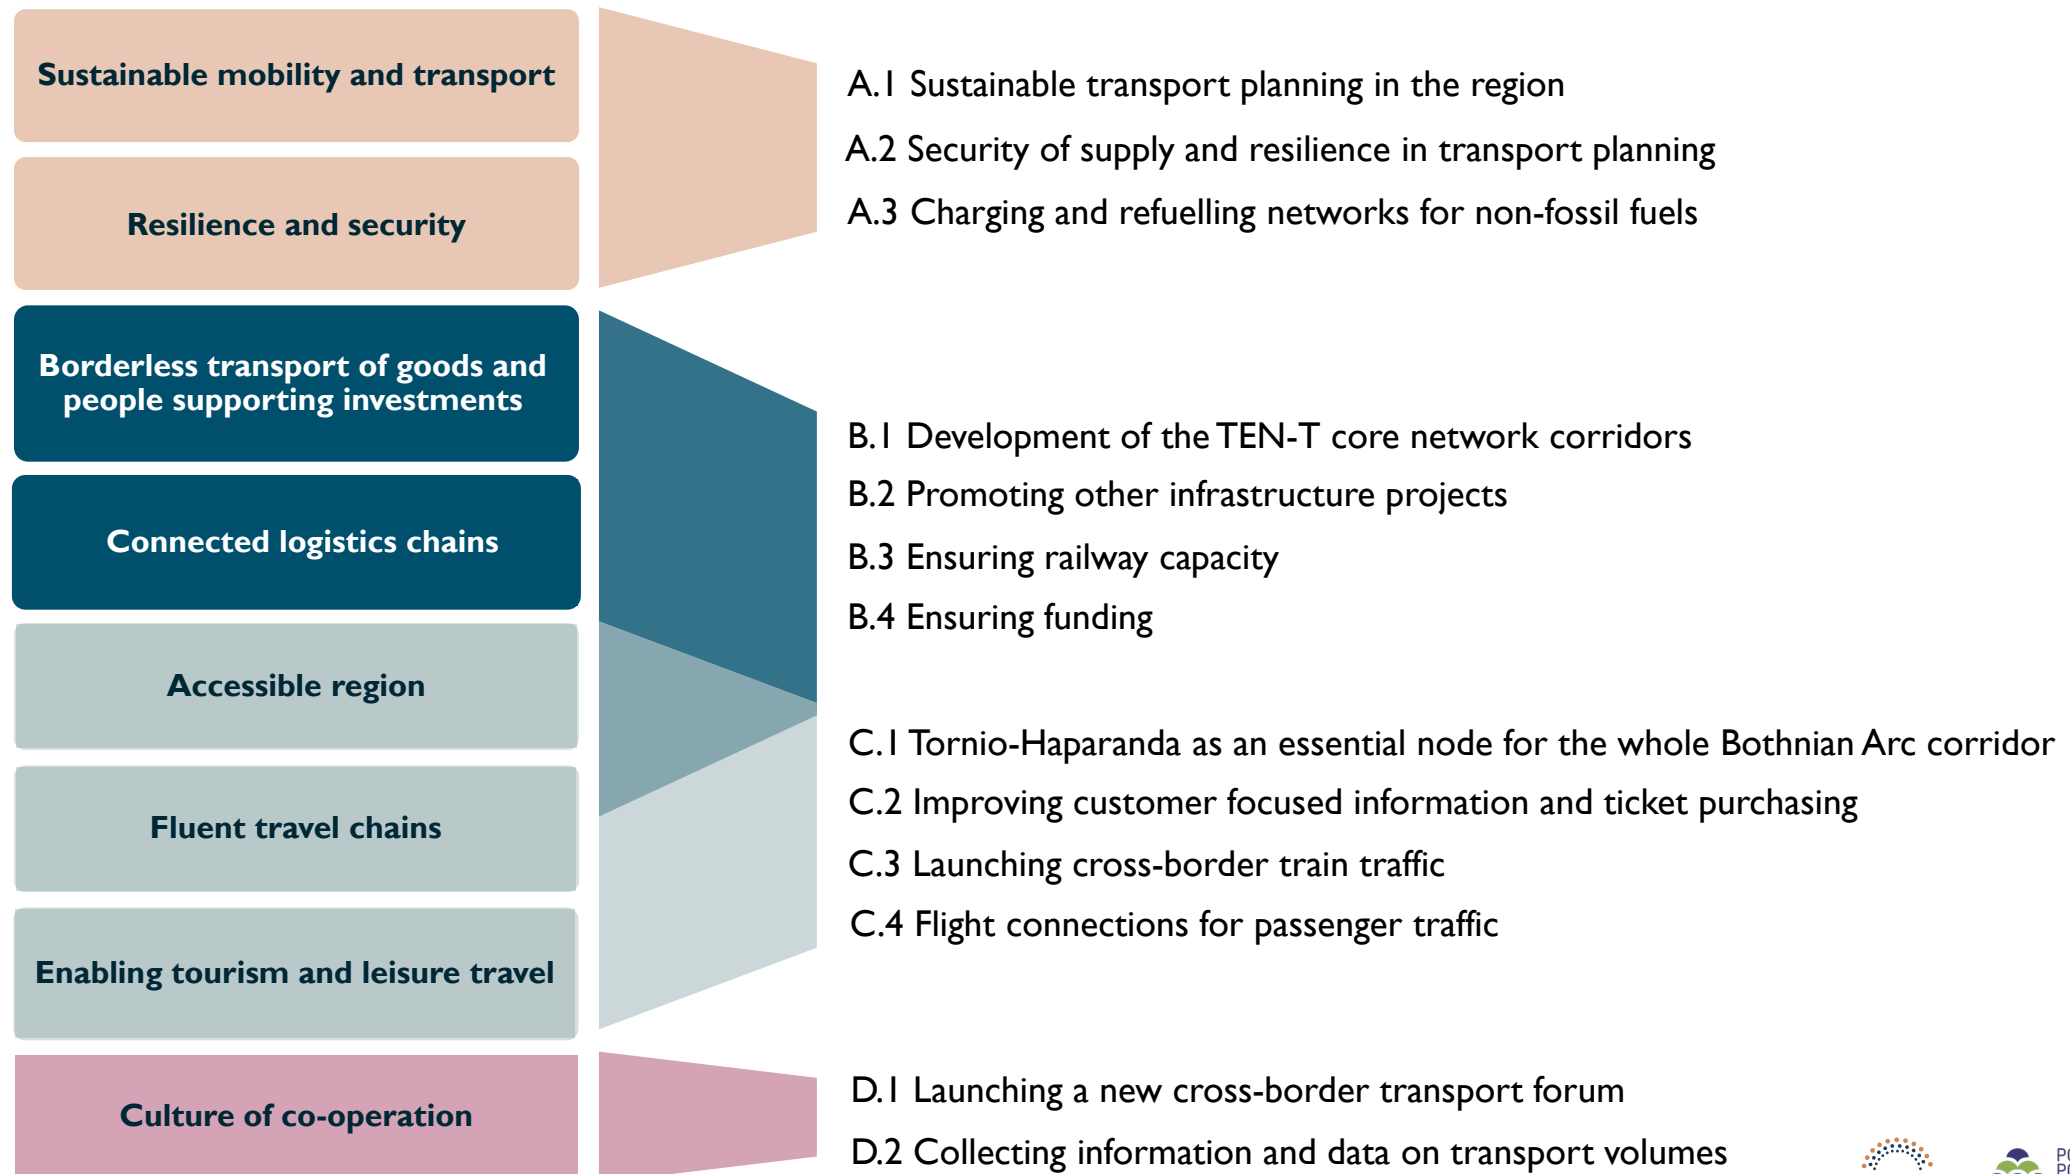 Sustainable mobility and transport
Resilience and security
Borderless transport of goods and
people supporting investments
Connected logistics chains
Accessible region
Fluent travel chains
Enabling tourism and leisure travel
Culture of co-operation
A.1 Sustainable transport planning in the region
A.2 Security of supply and resilience in transport planning
A.3 Charging and refuelling networks for non-fossil fuels
B.1 Development of the TEN-T core network corridors
B.2 Promoting other infrastructure projects
B.3 Ensuring railway capacity
B.4 Ensuring funding
C.1 Tornio-Haparanda as an essential node for the whole Bothnian Arc corridor
C.2 Improving customer focused information and ticket purchasing
C.3 Launching cross-border train traffic
C.4 Flight connections for passenger traffic
D.1 Launching a new cross-border transport forum
D.2 Collecting information and data on transport volumes